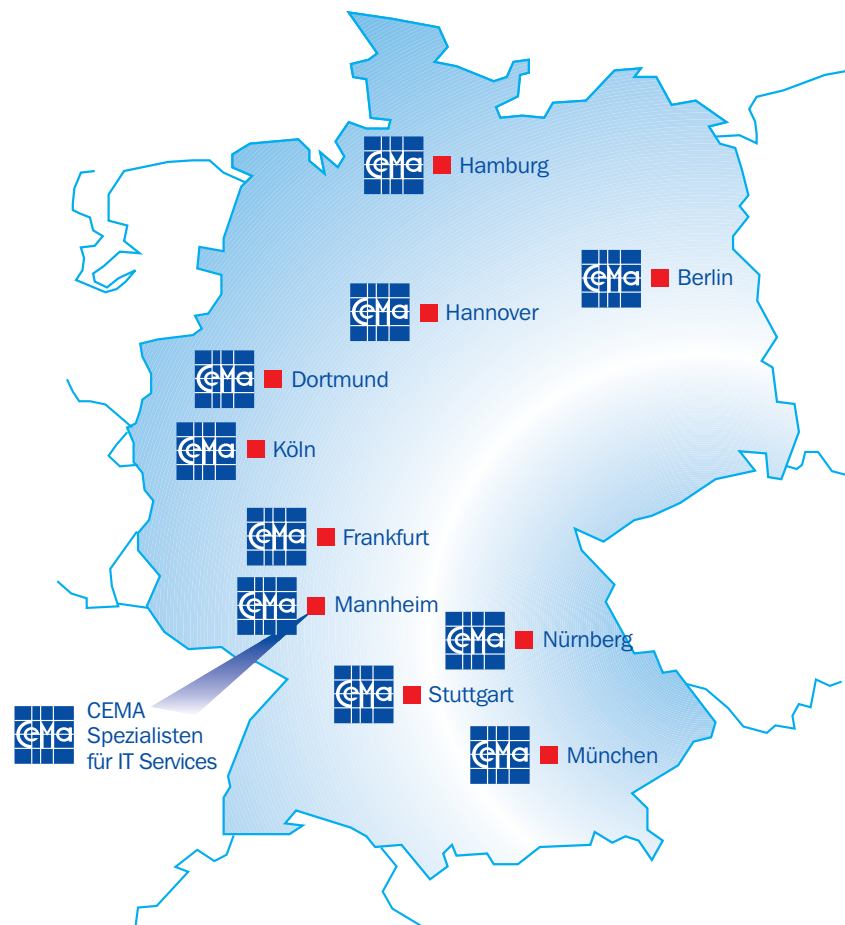 CeMa Hamburg
CeMa Berlin
CeMa Hannover
CeMa Dortmund
CeMa Köln
CeMa Frankfurt
CeMa Mannheim
CeMa Nürnberg
CeMa Stuttgart
CeMa CEMA
Spezialisten
für IT Services
CeMa München